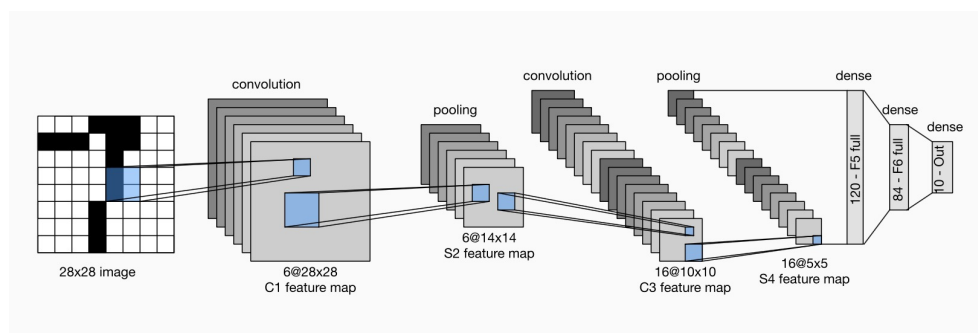 convolution
pooling
convolution
pooling
dense
dense
dense
28x28 image
6@28x28
C1 feature map
6@14x14
S2 feature map
16@10x10
C3 feature map
16@5x5
S4 feature map
120 - F5 full
84 - F6 full
10 - Out